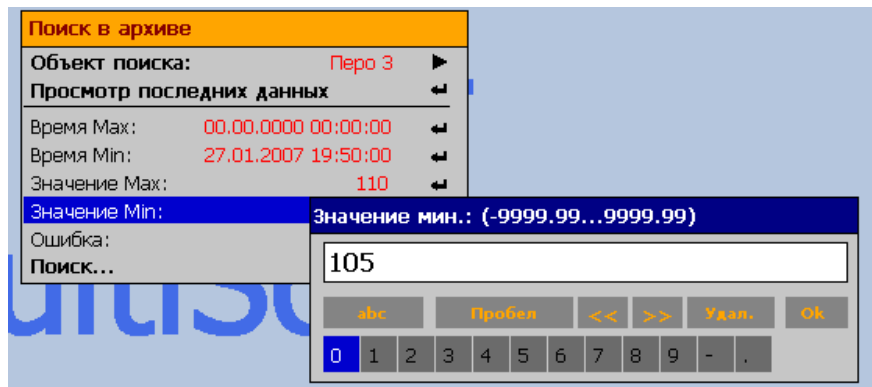 Поиск в архиве
Объект поиска: Перо 3
Просмотр последних данных
Время Max: 00.00.0000 00:00:00
Время Min: 27.01.2007 19:50:00
Значение Max: 110
Значение Min:
Ошибка:
Поиск...
Значение мин.: (-9999.99...9999.99)
105
abc Пробел << >> Удал. Ok
0 1 2 3 4 5 6 7 8 9 - .